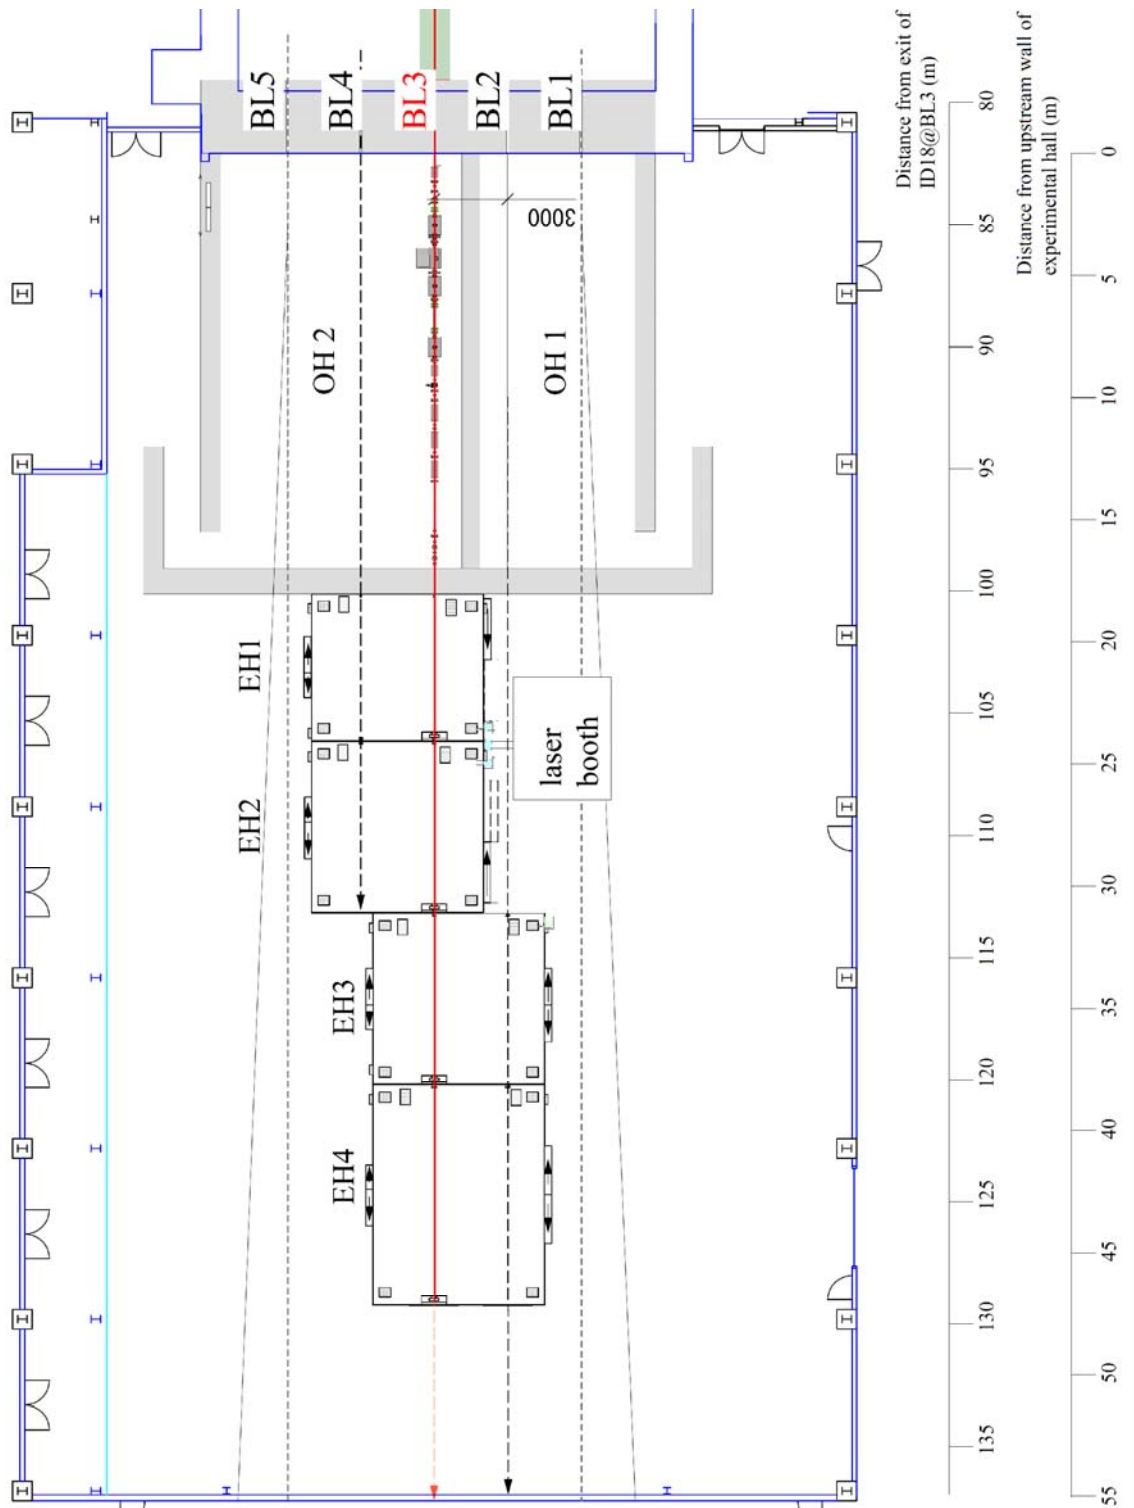 BL5
BL4
BL3
BL2
BL1
OH 2
OH 1
3000
EH1
EH2
EH3
EH4
laser
booth
Distance from exit of
ID18@BL3 (m)
80
85
90
95
100
105
110
115
120
125
130
135
Distance from upstream wall of
experimental hall (m)
0
5
10
15
20
25
30
35
40
45
50
55